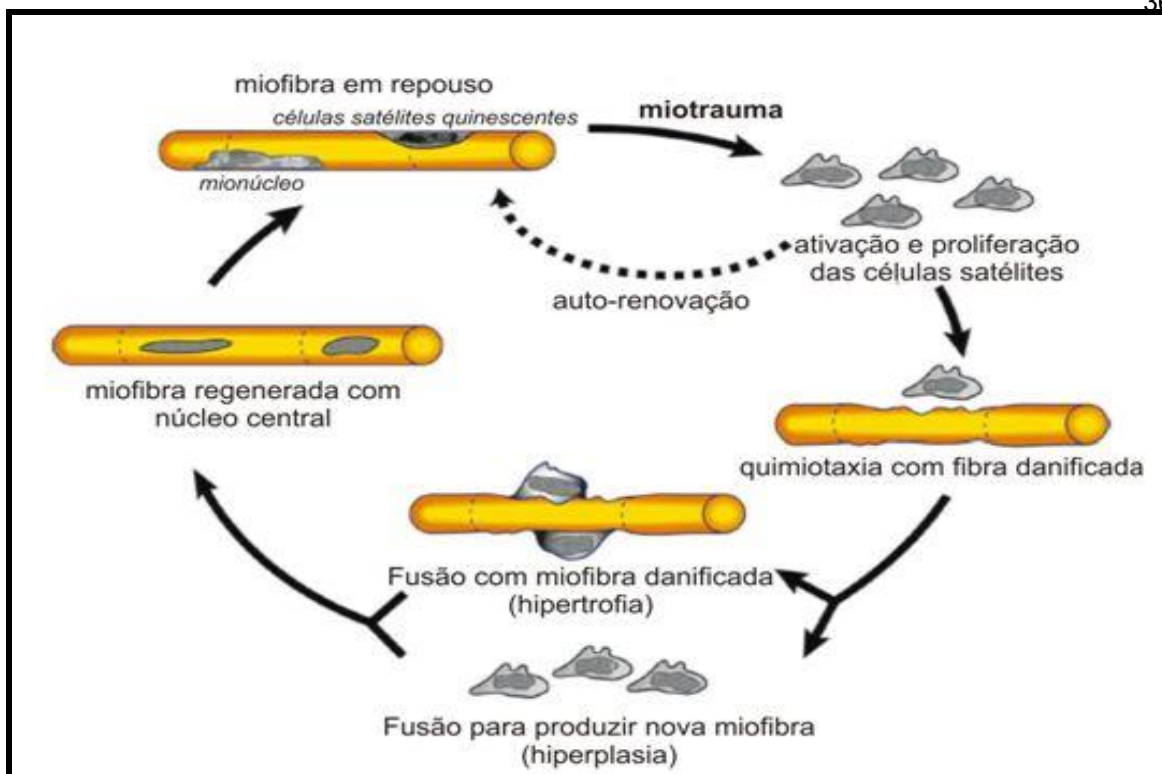 miofibra em repouso
células satélites quinescentes
mionúcleo
miotrauma
ativação e proliferação
das células satélites
auto-renovação
miofibra regenerada com
núcleo central
quimiotaxia com fibra danificada
Fusão com miofibra danificada
(hipertrofia)
Fusão para produzir nova miofibra
(hiperplasia)